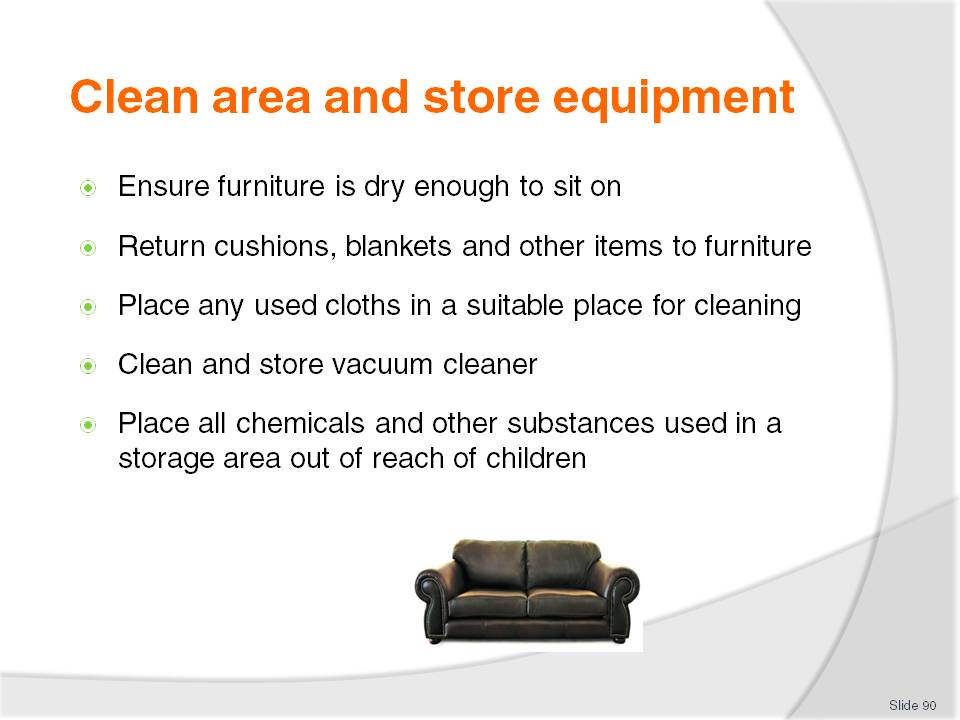 Clean area and store equipment
Ensure furniture is dry enough to sit on
Return cushions, blankets and other items to furniture
Place any used cloths in a suitable place for cleaning
Clean and store vacuum cleaner
Place all chemicals and other substances used in a
storage area out of reach of children
Slide 90